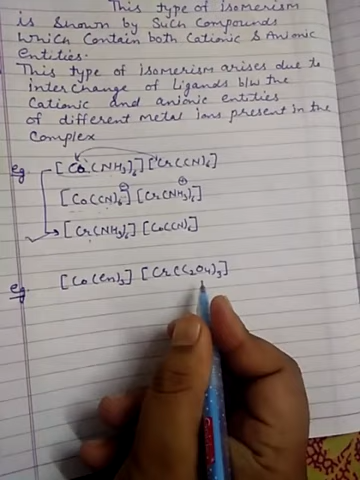 This type of isomerism
is shown by such compounds
which contain both cationic & Anionic
entities.
This type of isomerism arises due to
interchange of ligands b/w the
cationic and anionic entities
of different metal ions present in the
complex
eg. [Co(NH3)6][Cr(CN)6]
[Co(CN)6]⊖[Cr(NH3)6]⊕
[Cr(NH3)6][Co(CN)6]
eg. [Co(en)3][Cr(C2O4)3]